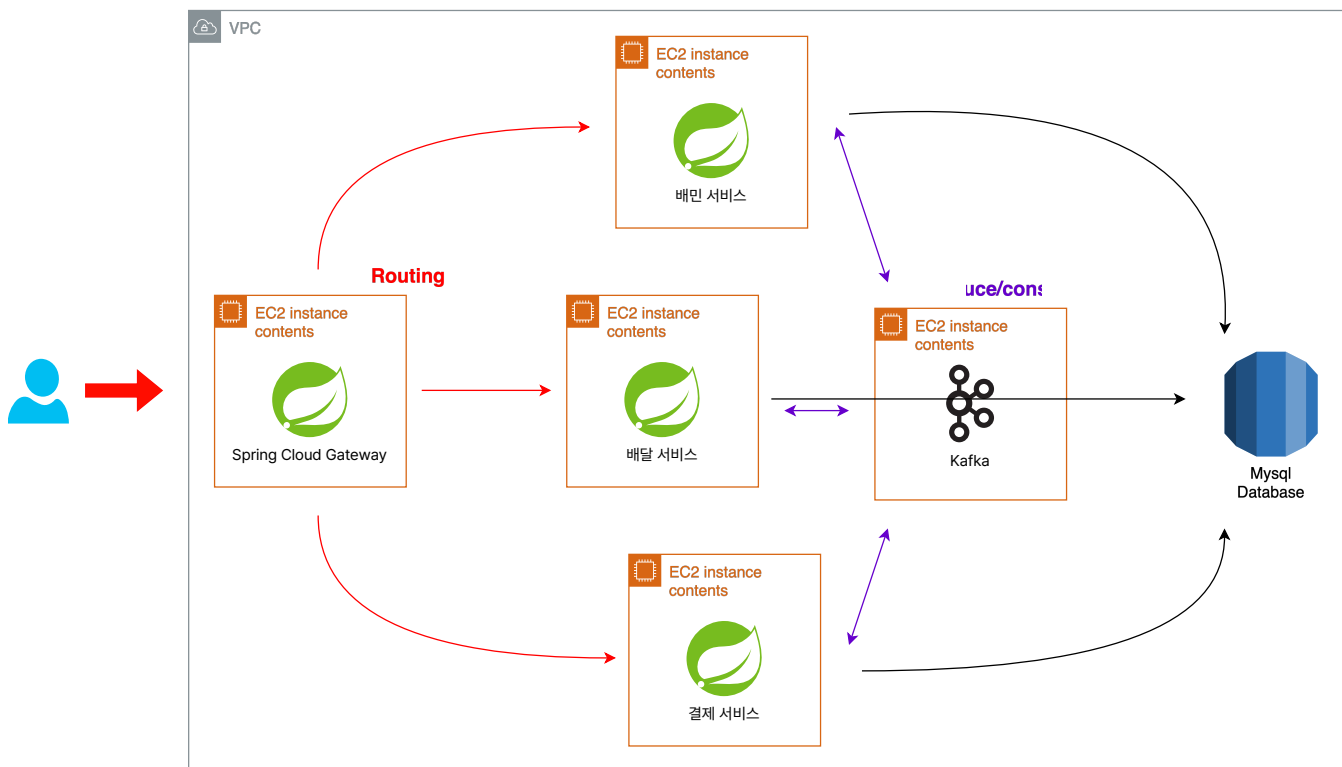 VPC
EC2 instance
contents
배민 서비스
Routing
EC2 instance
contents
Spring Cloud Gateway
EC2 instance
contents
배달 서비스
uce/cons
EC2 instance
contents
Kafka
Mysql
Database
EC2 instance
contents
결제 서비스